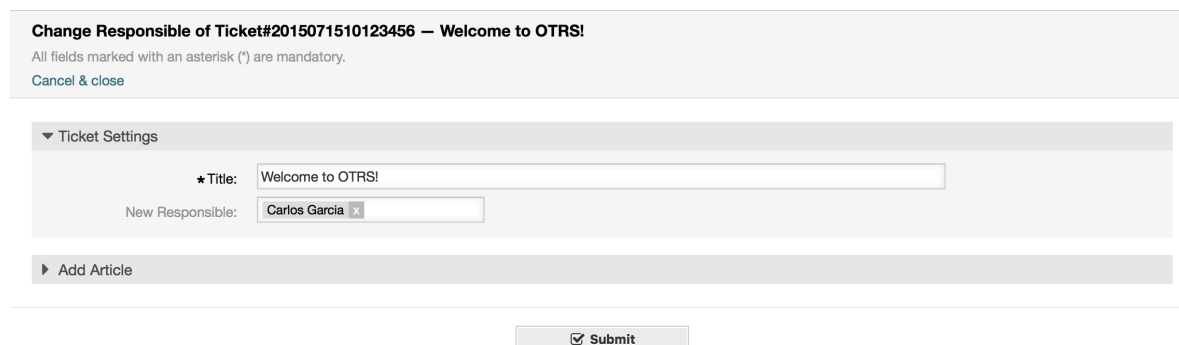 Change Responsible of Ticket#2015071510123456 — Welcome to OTRS!
All fields marked with an asterisk (*) are mandatory.
Cancel & close
Ticket Settings
* Title: Welcome to OTRS!
New Responsible: Carlos Garcia x
Add Article
Submit